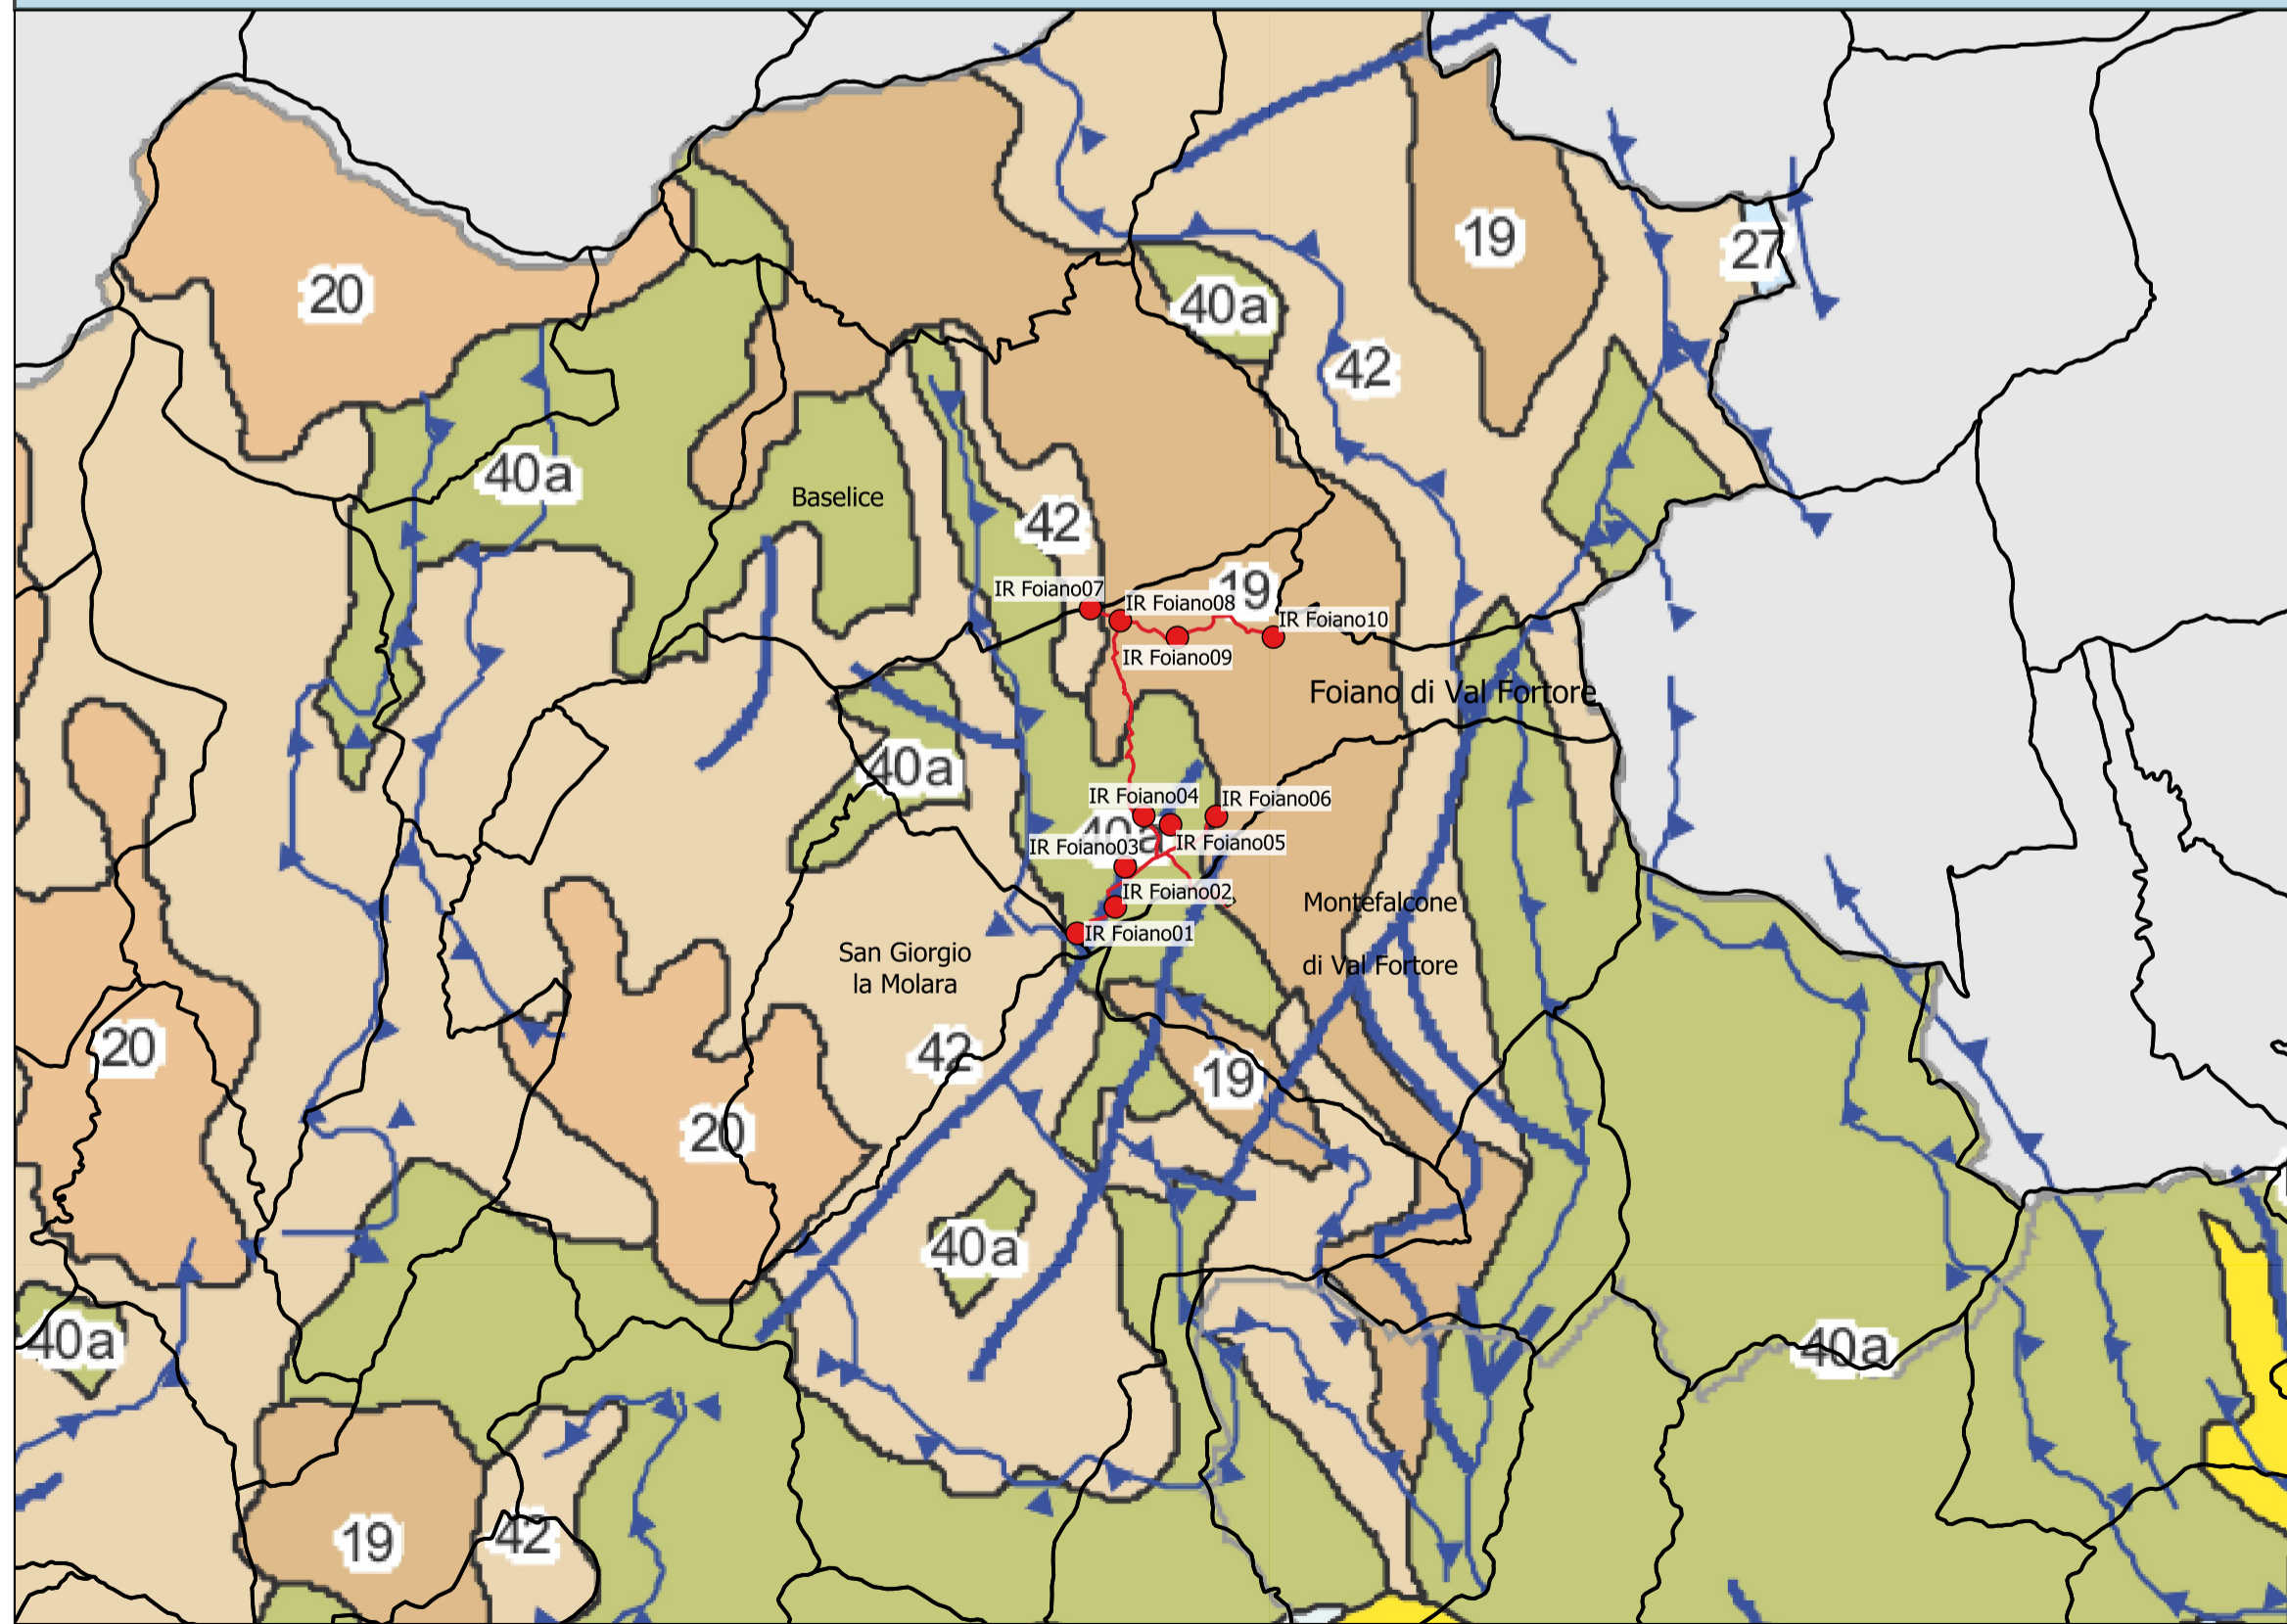 19
27
20
40a
42
40a
Baselice
42
19
IR Foiano07
IR Foiano08
IR Foiano10
IR Foiano09
Foiano di Val Fortore
40a
IR Foiano04
IR Foiano06
40a
IR Foiano03
IR Foiano05
IR Foiano02
Montefalcone
di Val Fortore
IR Foiano01
San Giorgio
la Molara
20
42
19
20
40a
40a
40a
19
42